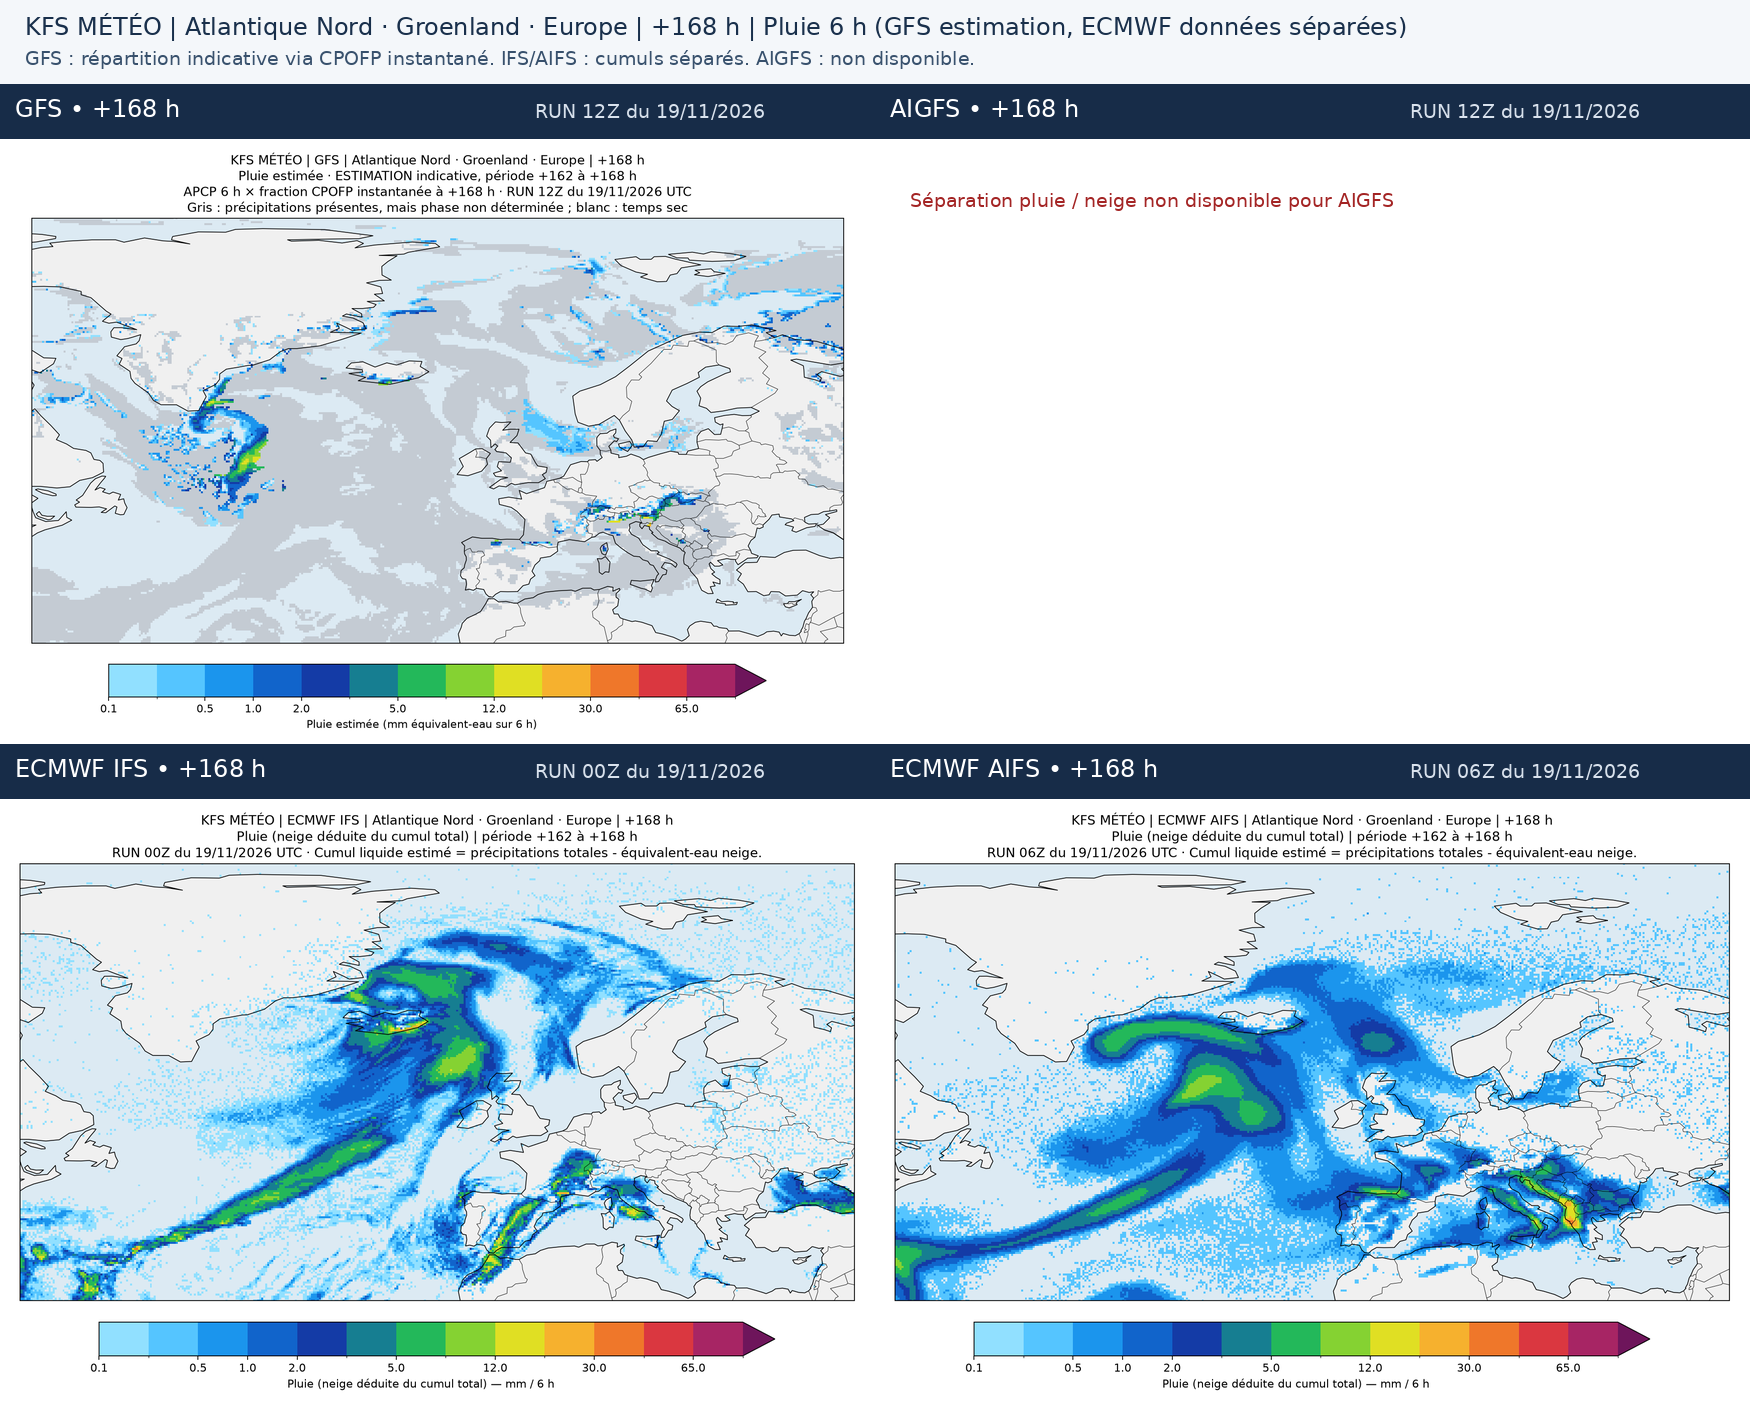 KFS MÉTÉO | Atlantique Nord · Groenland · Europe | +168 h | Pluie 6 h (GFS estimation, ECMWF données séparées)
GFS : répartition indicative via CPOFP instantané. IFS/AIFS : cumuls séparés. AIGFS : non disponible.
GFS • +168 h
RUN 12Z du 19/11/2026
AIGFS • +168 h
RUN 12Z du 19/11/2026
KFS MÉTÉO | GFS | Atlantique Nord · Groenland · Europe | +168 h
Pluie estimée · ESTIMATION indicative, période +162 à +168 h
APCP 6 h × fraction CPOFP instantanée à +168 h · RUN 12Z du 19/11/2026 UTC
Gris : précipitations présentes, mais phase non déterminée ; blanc : temps sec
0.1 0.5 1.0 2.0 5.0 12.0 30.0 65.0
Pluie estimée (mm équivalent-eau sur 6 h)
Séparation pluie / neige non disponible pour AIGFS
ECMWF IFS • +168 h
RUN 00Z du 19/11/2026
ECMWF AIFS • +168 h
RUN 06Z du 19/11/2026
KFS MÉTÉO | ECMWF IFS | Atlantique Nord · Groenland · Europe | +168 h
Pluie (neige déduite du cumul total) | période +162 à +168 h
RUN 00Z du 19/11/2026 UTC · Cumul liquide estimé = précipitations totales - équivalent-eau neige.
0.1 0.5 1.0 2.0 5.0 12.0 30.0 65.0
Pluie (neige déduite du cumul total) — mm / 6 h
KFS MÉTÉO | ECMWF AIFS | Atlantique Nord · Groenland · Europe | +168 h
Pluie (neige déduite du cumul total) | période +162 à +168 h
RUN 06Z du 19/11/2026 UTC · Cumul liquide estimé = précipitations totales - équivalent-eau neige.
0.1 0.5 1.0 2.0 5.0 12.0 30.0 65.0
Pluie (neige déduite du cumul total) — mm / 6 h